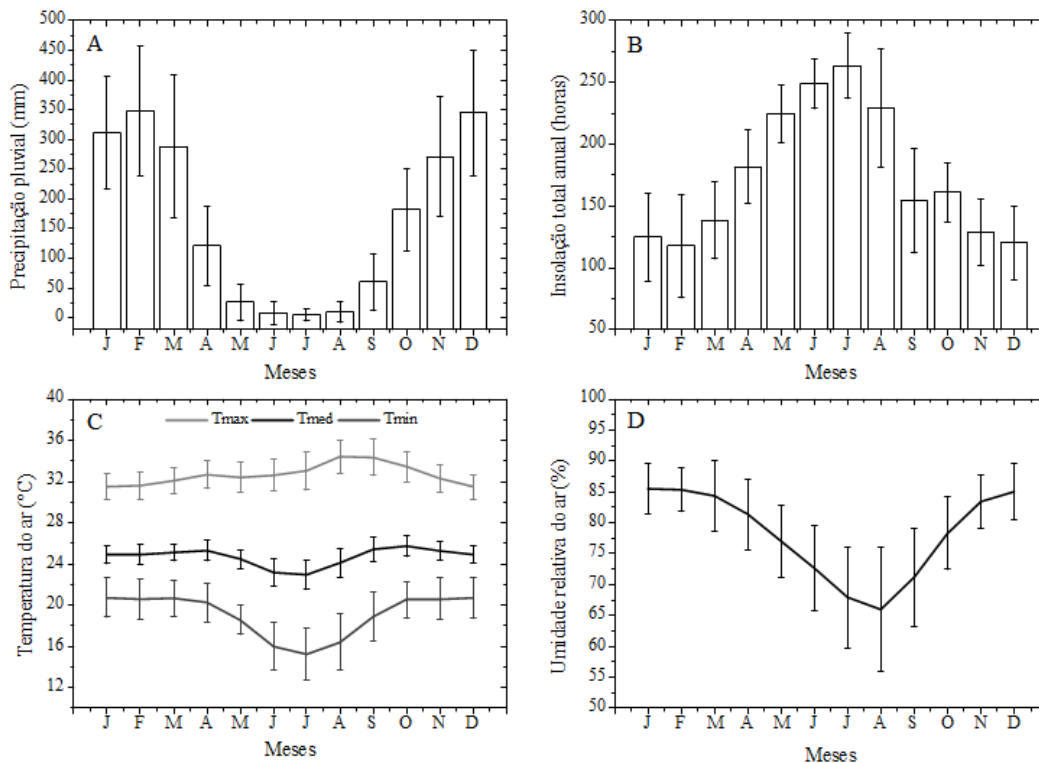 A
Precipitação pluvial (mm)
500
450
400
350
300
250
200
150
100
50
0
J F M A M J J A S O N D
Meses
B
Insolação total anual (horas)
300
250
200
150
100
50
J F M A M J J A S O N D
Meses
C
Tmax Tmed Tmin
Temperatura do ar (°C)
40
36
32
28
24
20
16
12
J F M A M J J A S O N D
Meses
D
Umidade relativa do ar (%)
100
95
90
85
80
75
70
65
60
55
50
J F M A M J J A S O N D
Meses